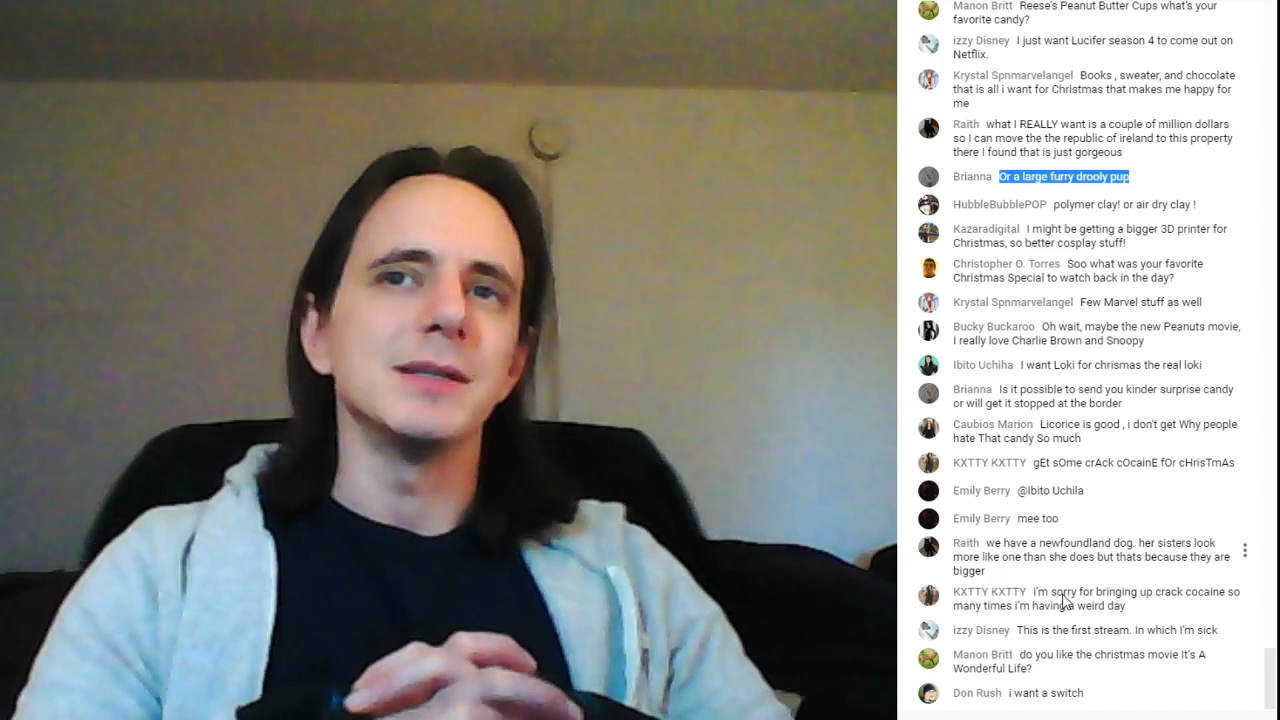 Manon Britt Reese's Peanut Butter Cups what's your
favorite candy?
izzy Disney I just want Lucifer season 4 to come out on
Netflix.
Krystal Spnmarvelangel Books , sweater, and chocolate
that is all i want for Christmas that makes me happy for
me
Raith what I REALLY want is a couple of million dollars
so I can move the the republic of ireland to this property
there I found that is just gorgeous
Brianna Or a large furry drooly pup
HubbleBubblePOP polymer clay! or air dry clay !
Kazaradigital I might be getting a bigger 3D printer for
Christmas, so better cosplay stuff!
Christopher O. Torres Soo what was your favorite
Christmas Special to watch back in the day?
Krystal Spnmarvelangel Few Marvel stuff as well
Bucky Buckaroo Oh wait, maybe the new Peanuts movie,
I really love Charlie Brown and Snoopy
Ibito Uchiha I want Loki for chrismas the real loki
Brianna Is it possible to send you kinder surprise candy
or will get it stopped at the border
Caubios Marion Licorice is good , i don't get Why people
hate That candy So much
KXTTY KXTTY gEt sOme crAck cOcainE fOr cHrisTmAs
Emily Berry @Ibito Uchila
Emily Berry mee too
Raith we have a newfoundland dog. her sisters look
more like one than she does but thats because they are
bigger
KXTTY KXTTY i'm sorry for bringing up crack cocaine so
many times i'm having a weird day
izzy Disney This is the first stream. In which I'm sick
Manon Britt do you like the christmas movie It's A
Wonderful Life?
Don Rush i want a switch